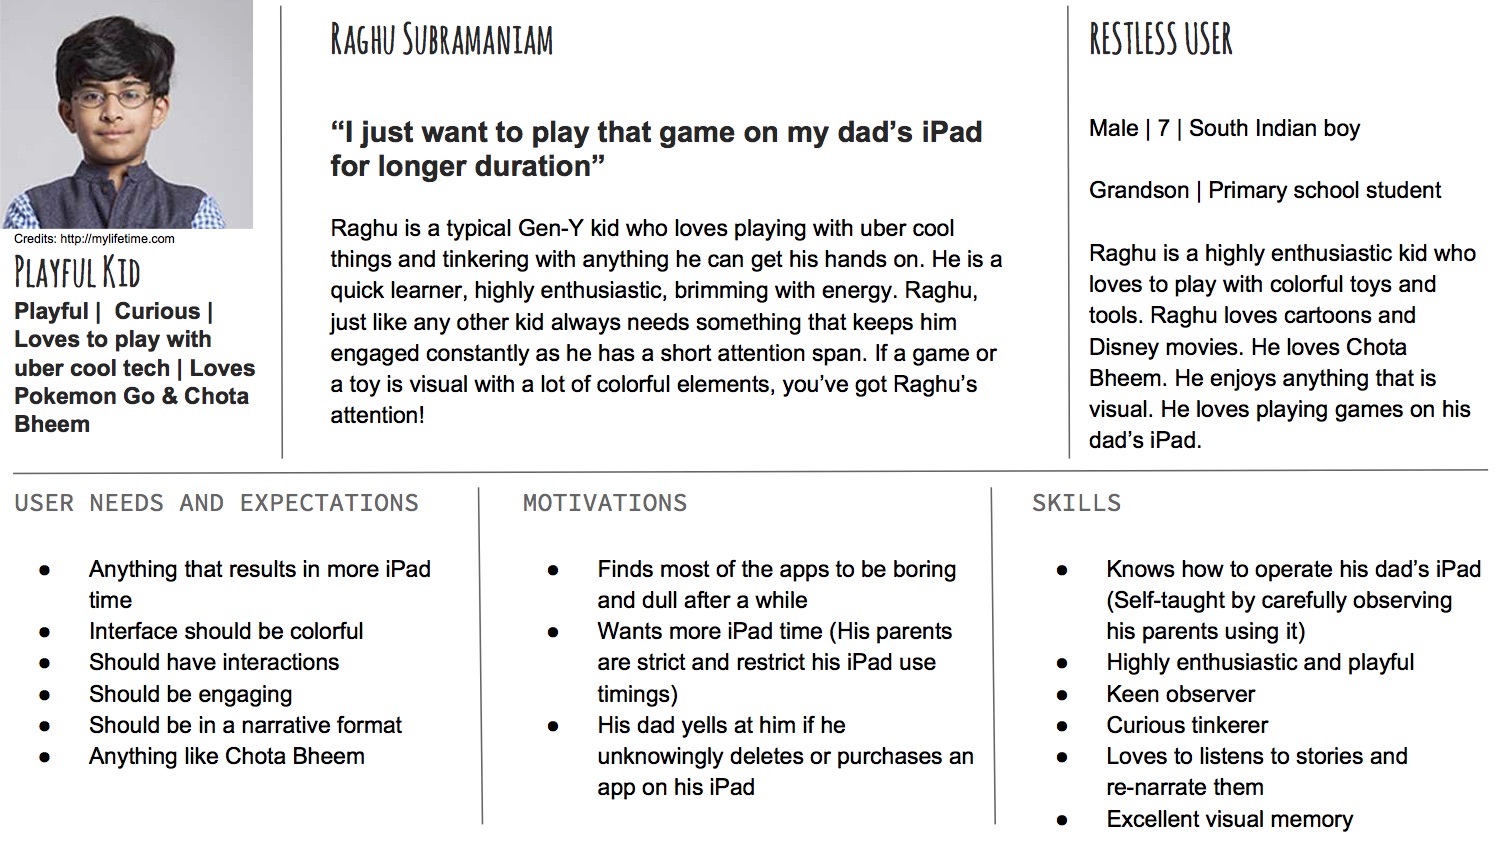 Credits: http://mylifetime.com
PLAYFUL KID
Playful | Curious |
Loves to play with
uber cool tech | Loves
Pokemon Go & Chota
Bheem
RAGHU SUBRAMANIAM
“I just want to play that game on my dad’s iPad
for longer duration”
Raghu is a typical Gen-Y kid who loves playing with uber cool
things and tinkering with anything he can get his hands on. He is a
quick learner, highly enthusiastic, brimming with energy. Raghu,
just like any other kid always needs something that keeps him
engaged constantly as he has a short attention span. If a game or
a toy is visual with a lot of colorful elements, you’ve got Raghu’s
attention!
RESTLESS USER
Male | 7 | South Indian boy
Grandson | Primary school student
Raghu is a highly enthusiastic kid who
loves to play with colorful toys and
tools. Raghu loves cartoons and
Disney movies. He loves Chota
Bheem. He enjoys anything that is
visual. He loves playing games on his
dad’s iPad.
USER NEEDS AND EXPECTATIONS
● Anything that results in more iPad
time
● Interface should be colorful
● Should have interactions
● Should be engaging
● Should be in a narrative format
● Anything like Chota Bheem
MOTIVATIONS
● Finds most of the apps to be boring
and dull after a while
● Wants more iPad time (His parents
are strict and restrict his iPad use
timings)
● His dad yells at him if he
unknowingly deletes or purchases an
app on his iPad
SKILLS
● Knows how to operate his dad’s iPad
(Self-taught by carefully observing
his parents using it)
● Highly enthusiastic and playful
● Keen observer
● Curious tinkerer
● Loves to listens to stories and
re-narrate them
● Excellent visual memory